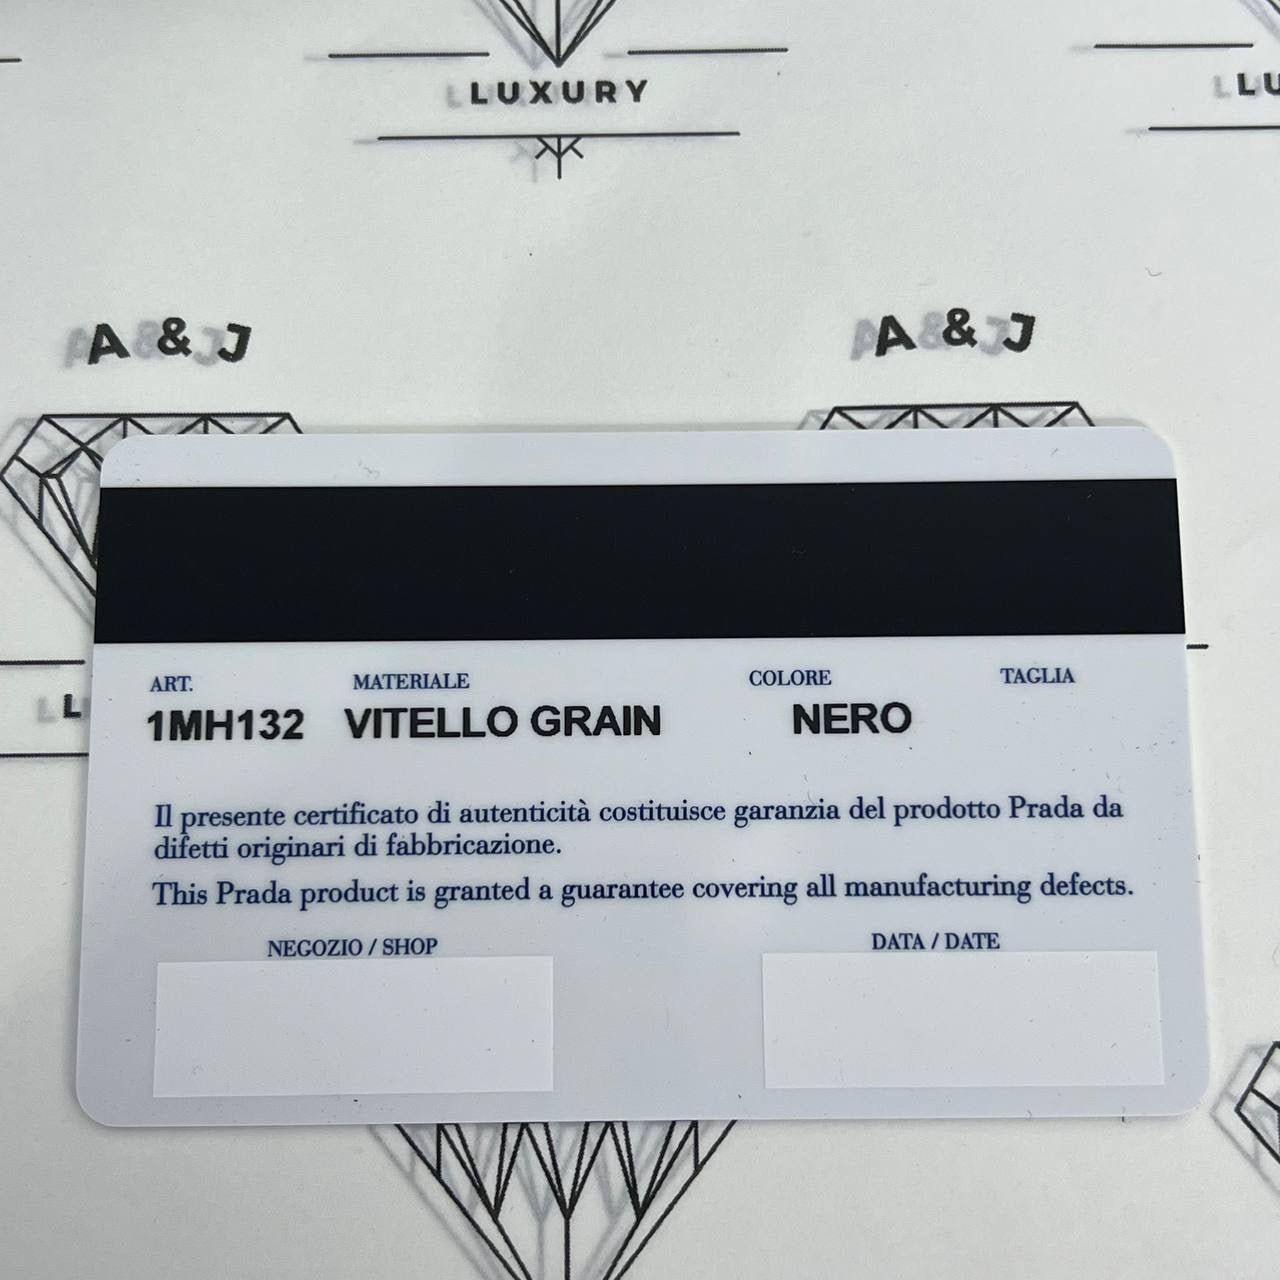 LUXURY
LU
A & J
A & J
L
ART. MATERIALE COLORE TAGLIA
1MH132 VITELLO GRAIN NERO
Il presente certificato di autenticità costituisce garanzia del prodotto Prada da
difetti originari di fabbricazione.
This Prada product is granted a guarantee covering all manufacturing defects.
NEGOZIO / SHOP DATA / DATE